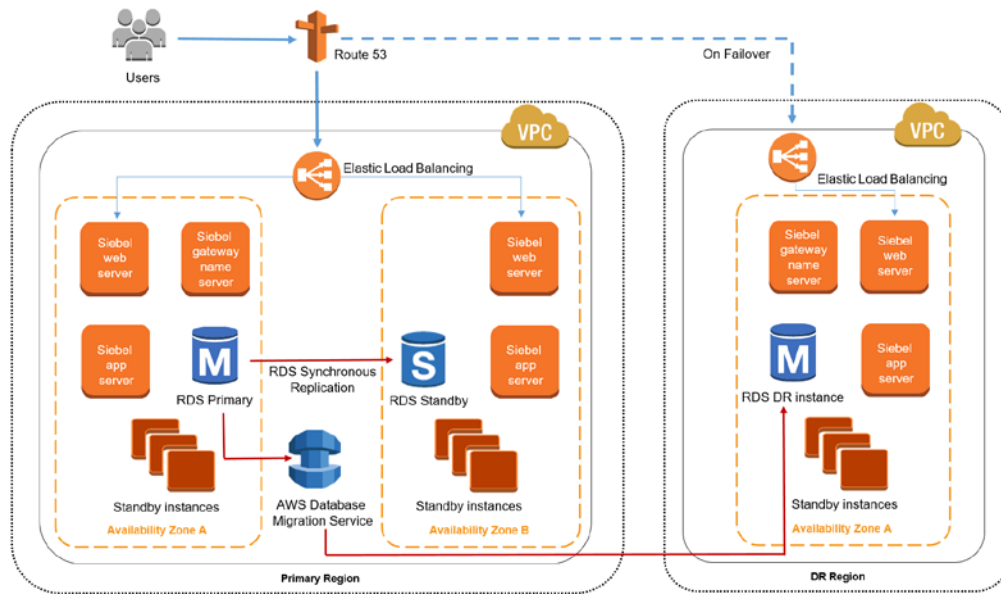 Users
Route 53
On Failover
VPC
VPC
Elastic Load Balancing
Elastic Load Balancing
Siebel
web
server
Siebel
gateway
name
server
Siebel
web
server
Siebel
gateway
name
server
Siebel
web
server
Siebel
app
server
M
RDS Primary
RDS Synchronous
Replication
S
RDS Standby
Siebel
app
server
M
RDS DR instance
Siebel
app
server
Standby instances
AWS Database
Migration Service
Standby instances
Standby instances
Availability Zone A
Availability Zone B
Availability Zone A
Primary Region
DR Region